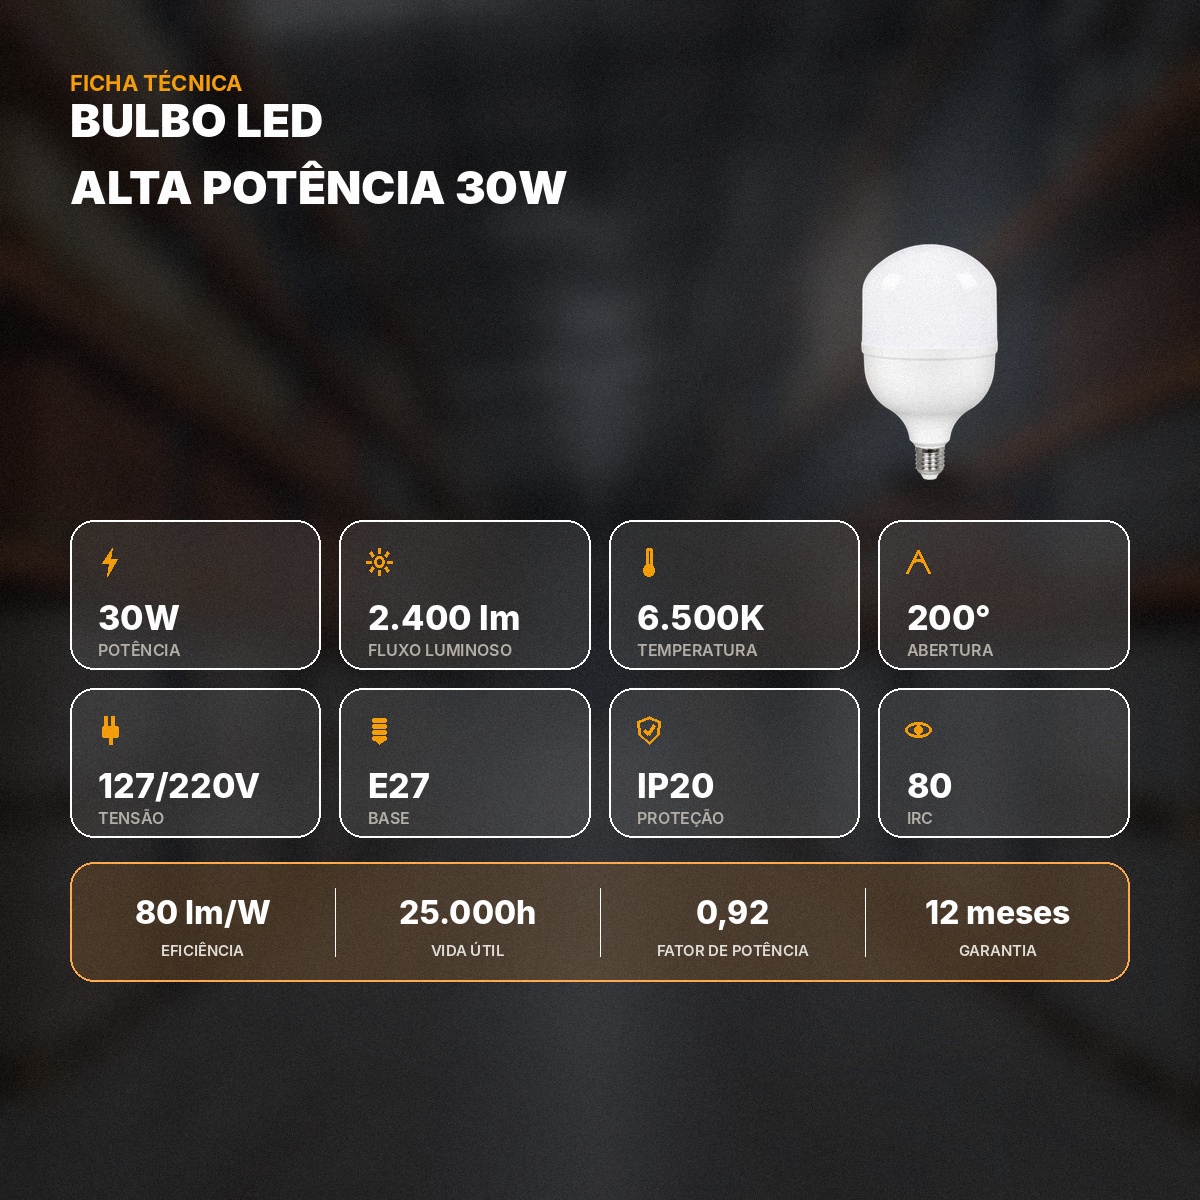 FICHA TÉCNICA
BULBO LED
ALTA POTÊNCIA 30W
30W
POTÊNCIA
2.400 lm
FLUXO LUMINOSO
6.500K
TEMPERATURA
200°
ABERTURA
127/220V
TENSÃO
E27
BASE
IP20
PROTEÇÃO
80
IRC
80 lm/W
EFICIÊNCIA
25.000h
VIDA ÚTIL
0,92
FATOR DE POTÊNCIA
12 meses
GARANTIA